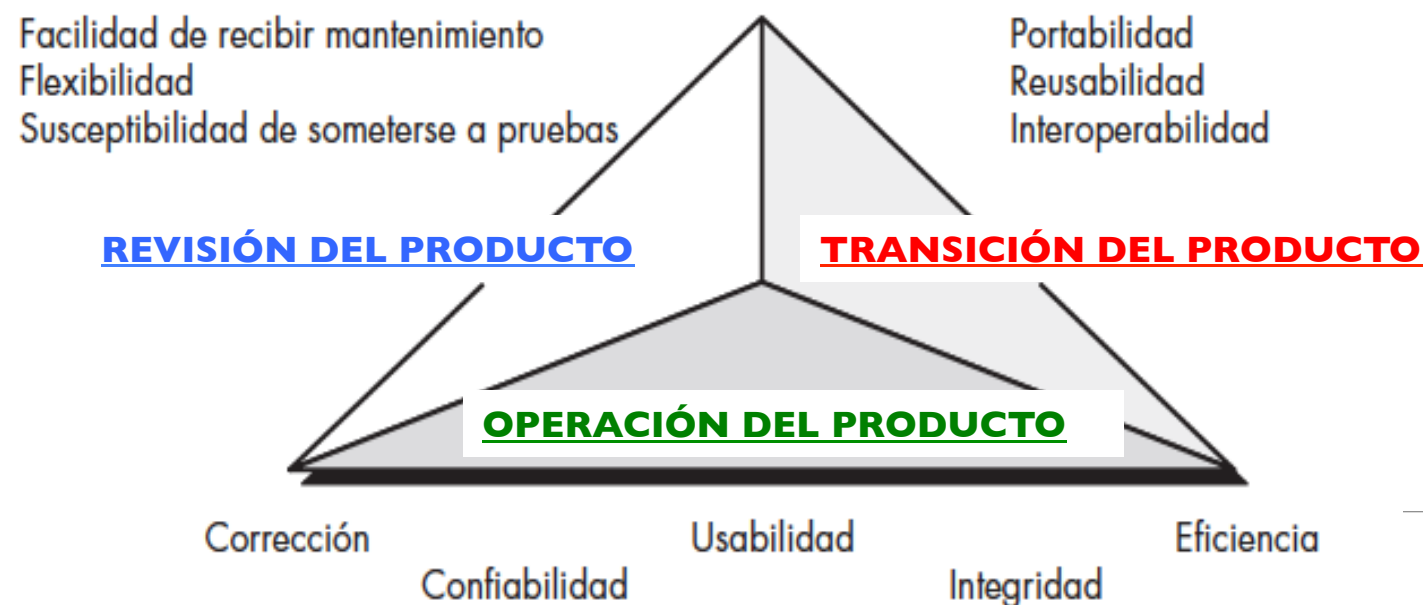 Facilidad de recibir mantenimiento
Flexibilidad
Susceptibilidad de someterse a pruebas
Portabilidad
Reusabilidad
Interoperabilidad
REVISIÓN DEL PRODUCTO
TRANSICIÓN DEL PRODUCTO
OPERACIÓN DEL PRODUCTO
Corrección
Usabilidad
Eficiencia
Confiabilidad
Integridad